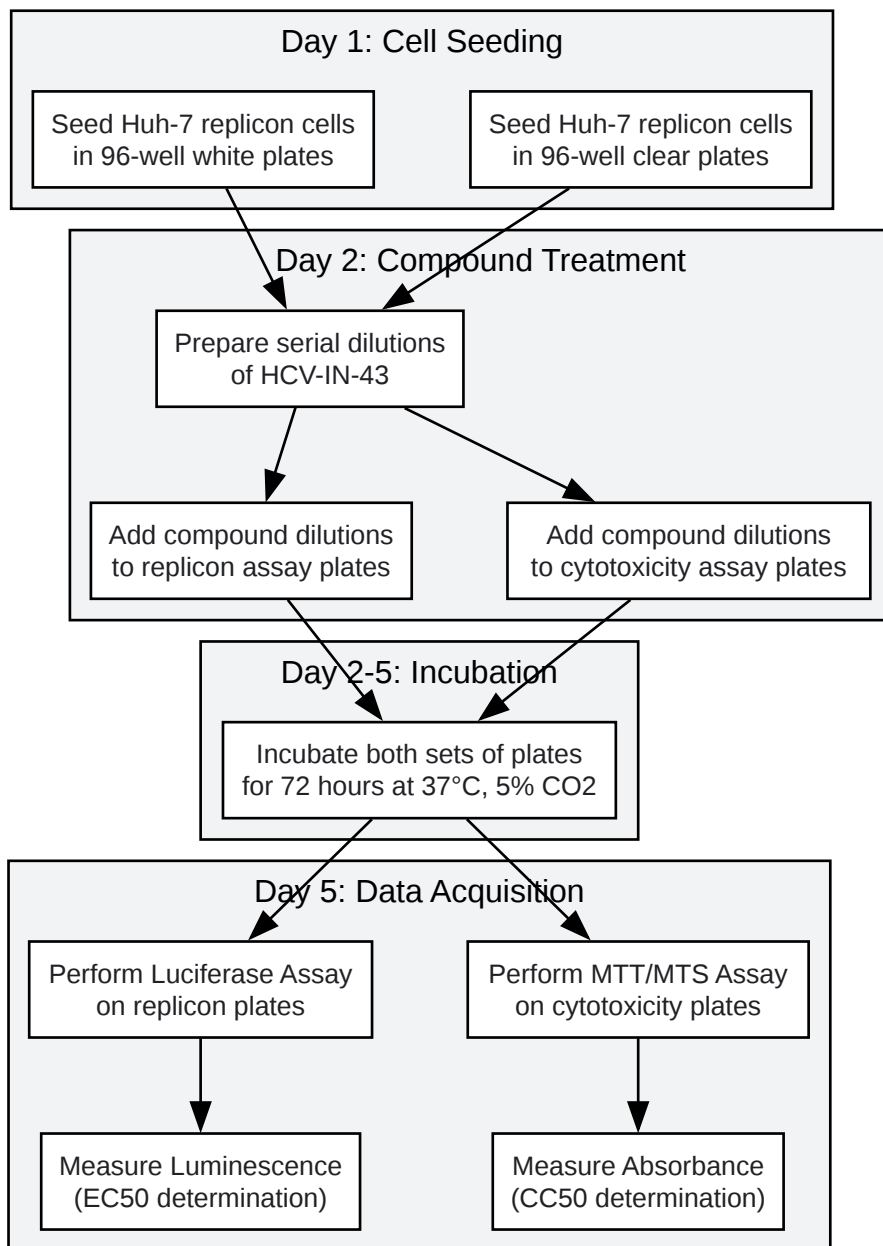 Day 1: Cell Seeding
Seed Huh-7 replicon cells
in 96-well white plates
Seed Huh-7 replicon cells
in 96-well clear plates
Day 2: Compound Treatment
Prepare serial dilutions
of HCV-IN-43
Add compound dilutions
to replicon assay plates
Add compound dilutions
to cytotoxicity assay plates
Day 2-5: Incubation
Incubate both sets of plates
for 72 hours at 37°C, 5% CO2
Day 5: Data Acquisition
Perform Luciferase Assay
on replicon plates
Perform MTT/MTS Assay
on cytotoxicity plates
Measure Luminescence
(EC50 determination)
Measure Absorbance
(CC50 determination)